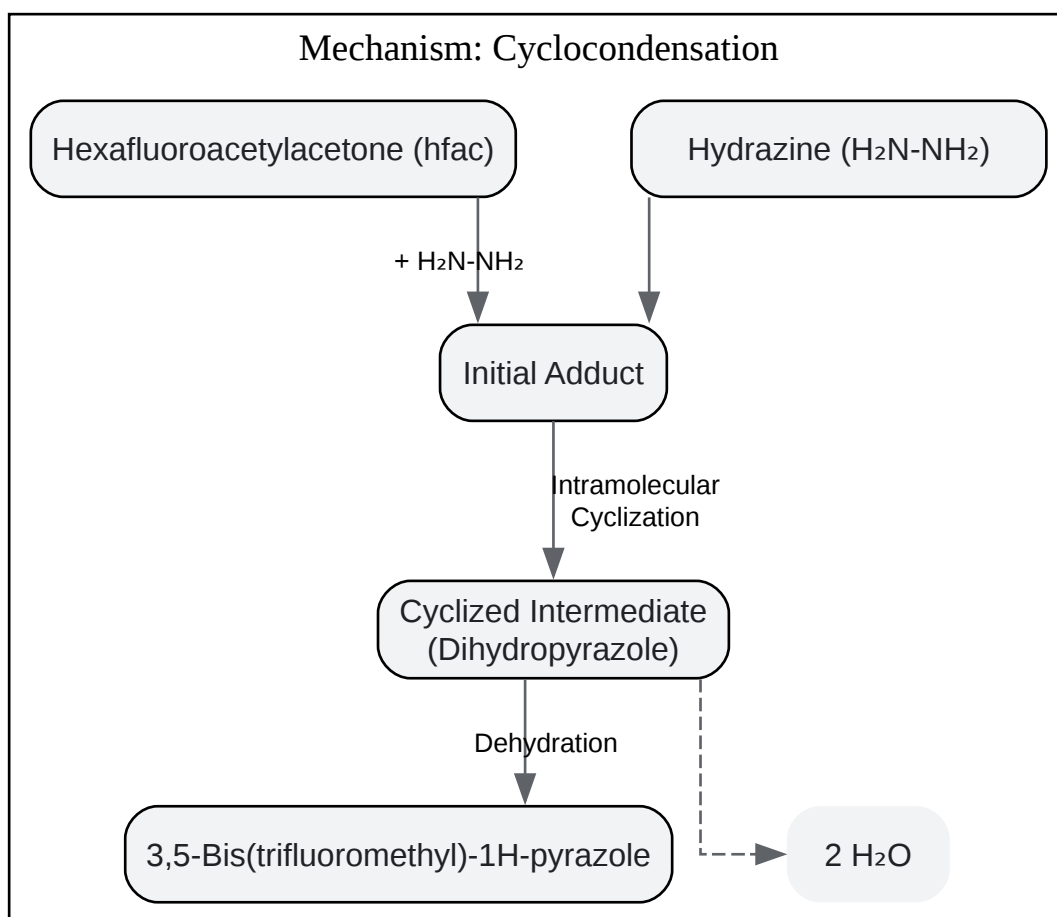 Mechanism: Cyclocondensation
Hexafluoroacetylacetone (hfac)
Hydrazine (H₂N-NH₂)
+ H₂N-NH₂
Initial Adduct
Intramolecular
Cyclization
Cyclized Intermediate
(Dihydropyrazole)
Dehydration
3,5-Bis(trifluoromethyl)-1H-pyrazole
2 H₂O